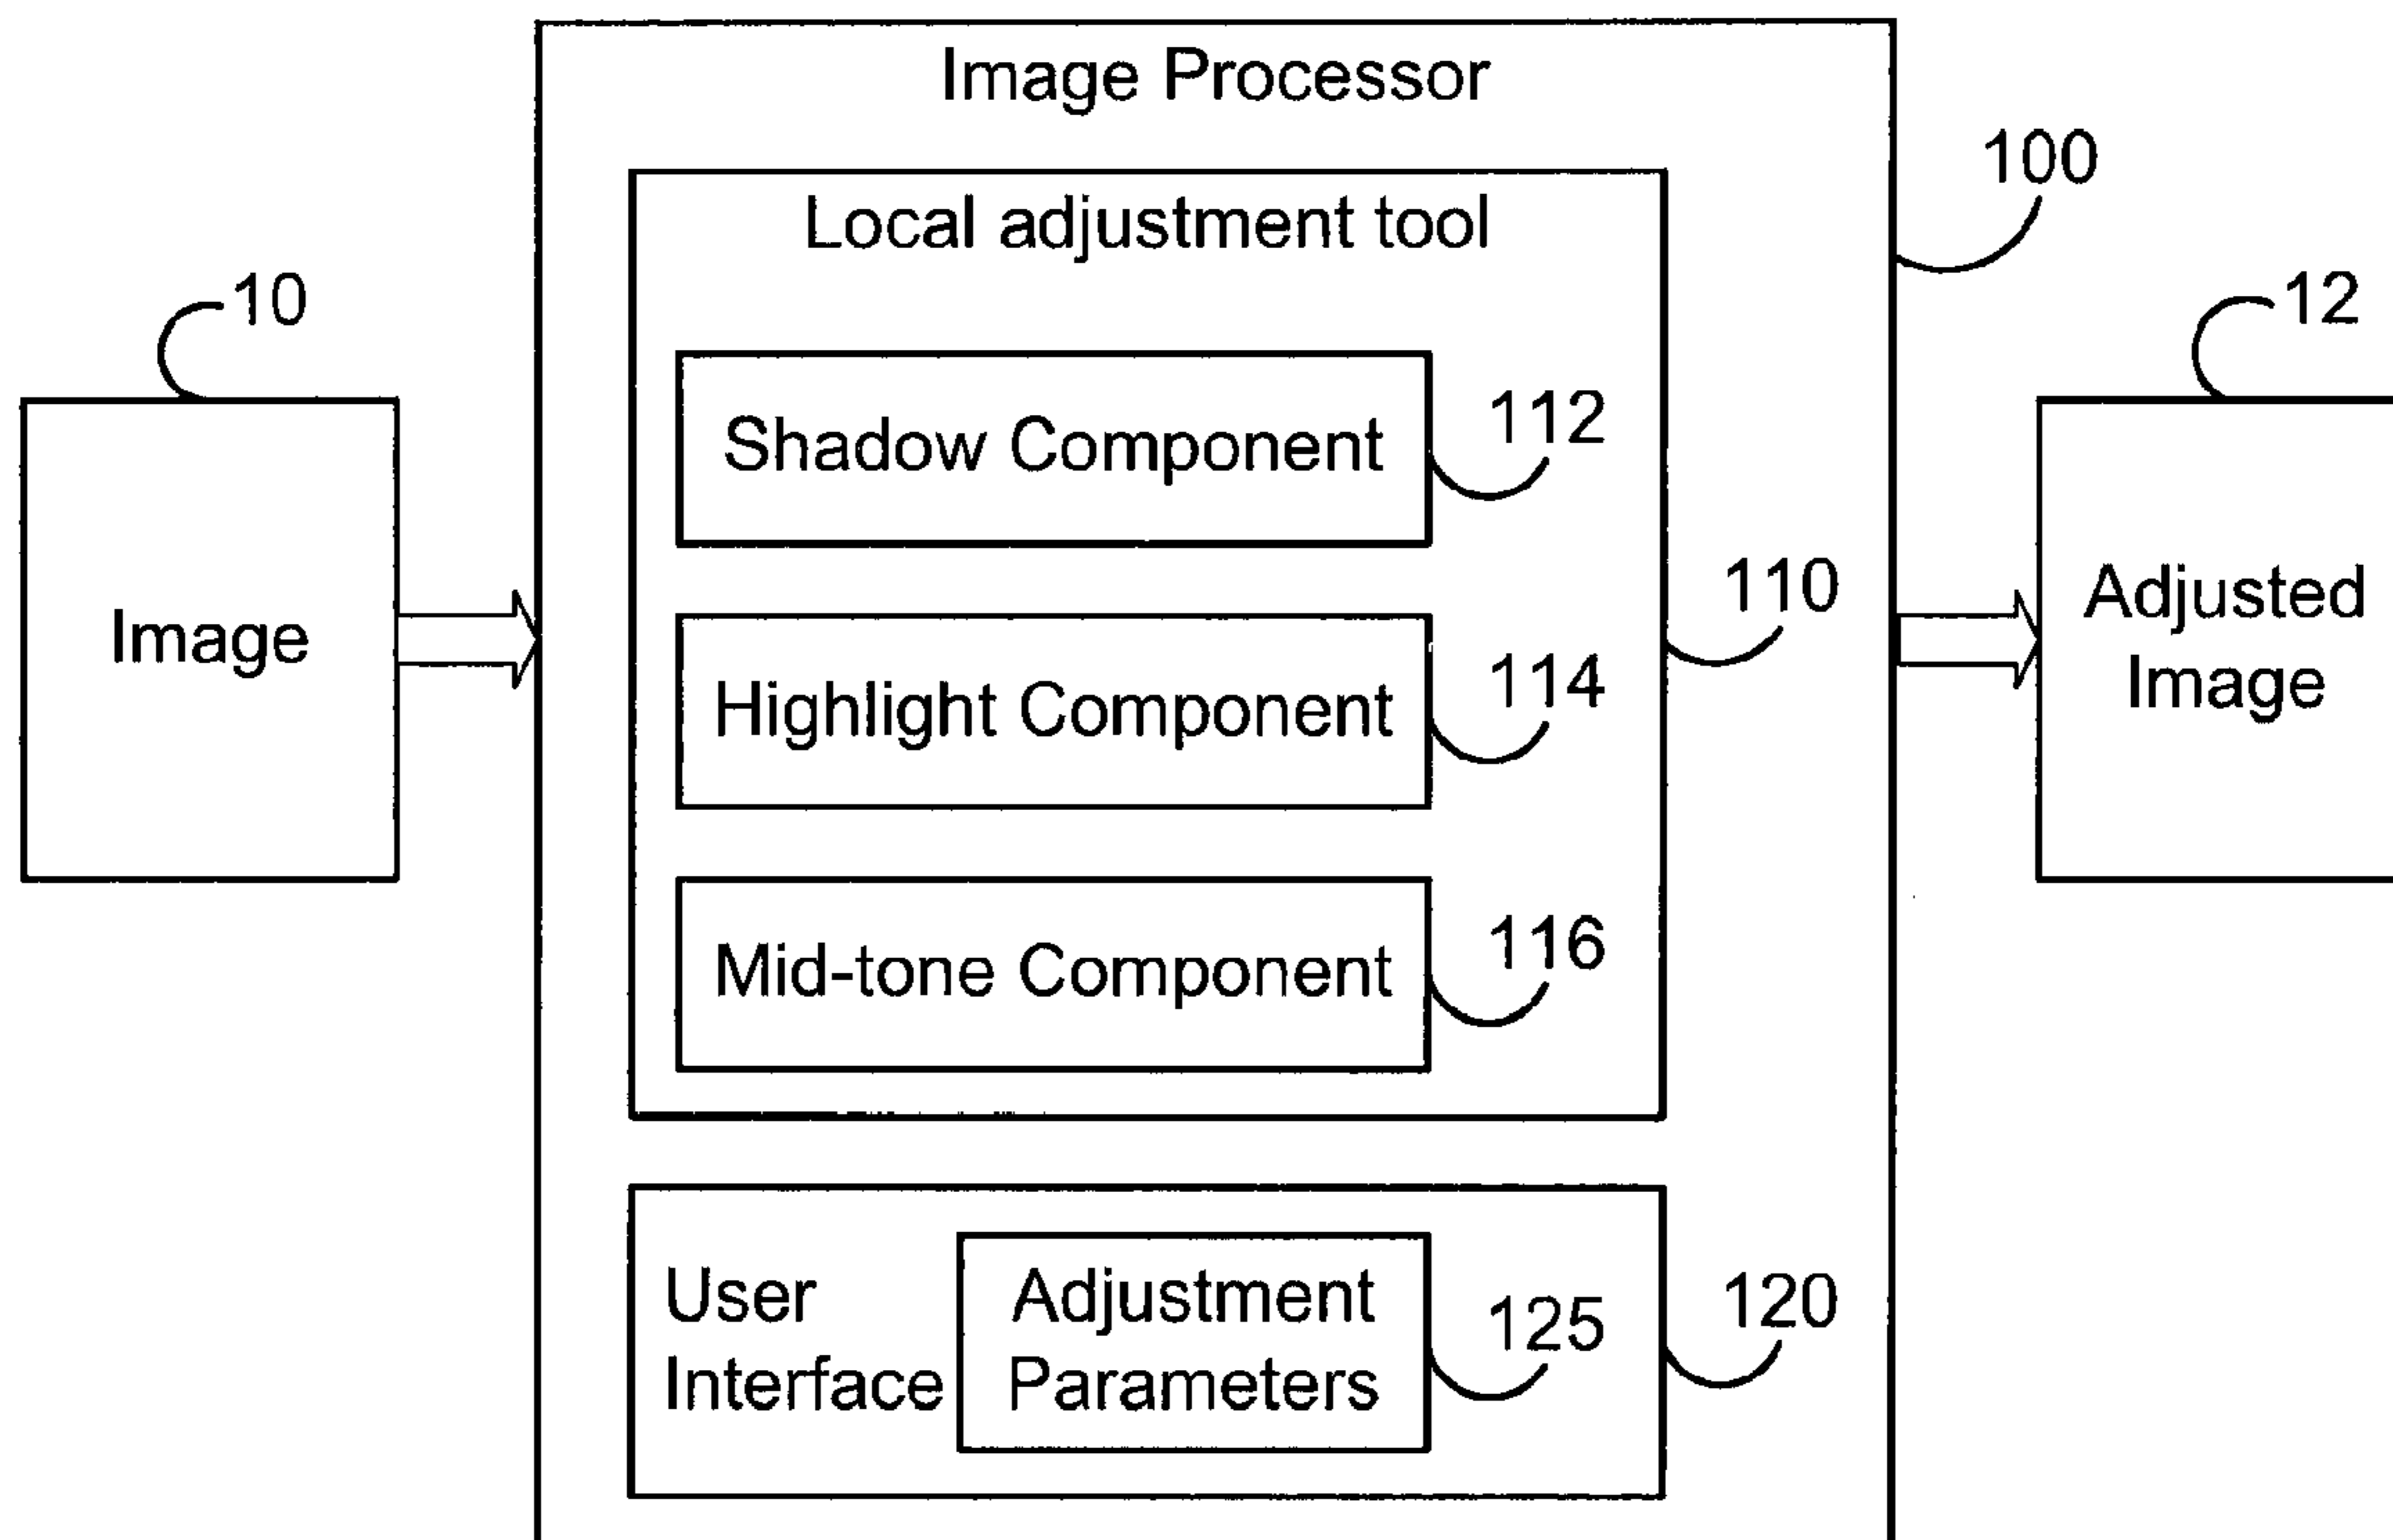 Image Processor
100
Local adjustment tool
10
12
Shadow Component
112
110
Image
Adjusted
Image
Highlight Component
114
Mid-tone Component
116
User
Interface
Adjustment
Parameters
125
120